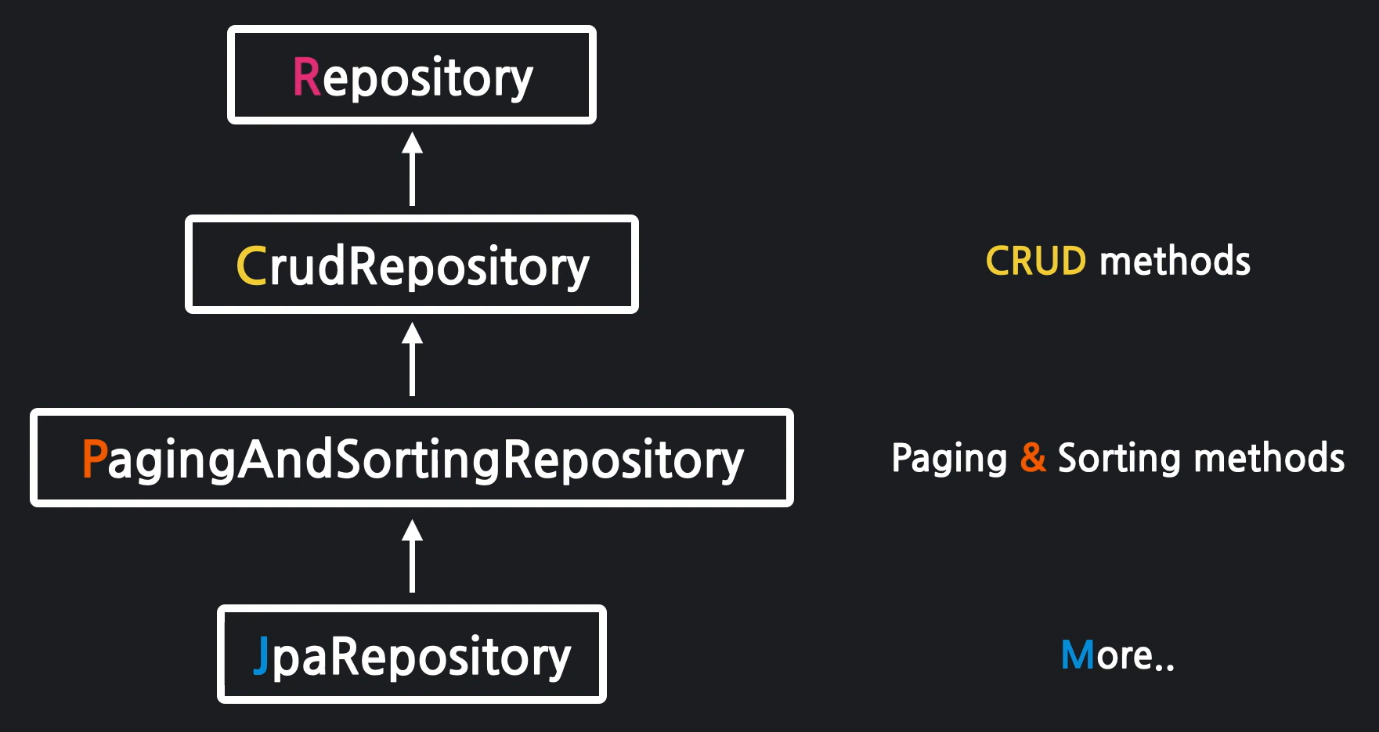 Repository
CrudRepository
CRUD methods
PagingAndSortingRepository
Paging & Sorting methods
JpaRepository
More..